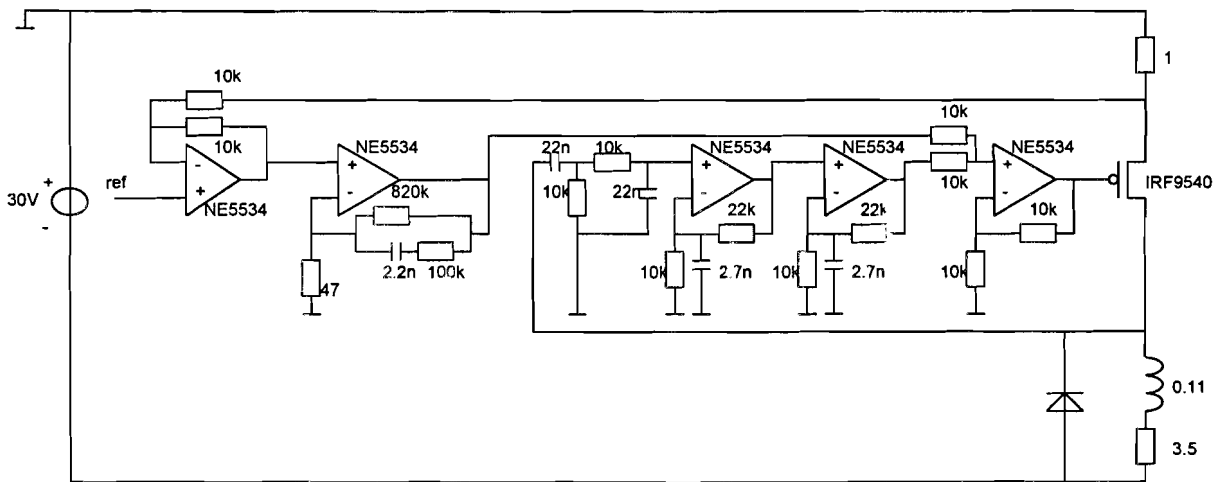 1
10k
10k
10k
NE5534
22n
10k
NE5534
NE5534
NE5534
30V
+
-
ref
-
+
NE5534
+
-
820k
10k
22n
+
-
+
-
10k
+
-
IRF9540
22k
22k
10k
2.2n
100k
47
10k
2.7n
10k
2.7n
10k
0.11
3.5